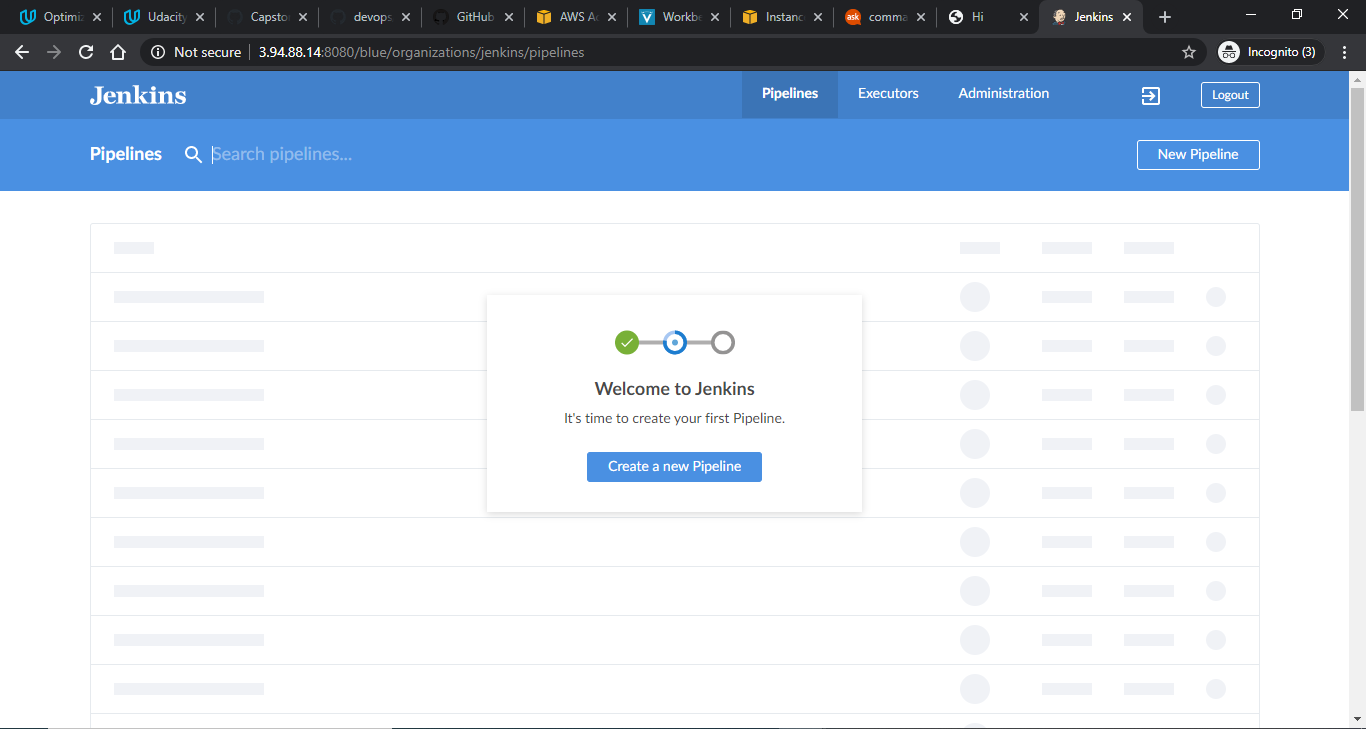 Optimiz
Udacity
Capsto
devops
GitHub
AWS A
Workbe
Instanc
ask
comma
Hi
Jenkins
Not secure
3.94.88.14:8080/blue/organizations/jenkins/pipelines
Incognito (3)
Jenkins
Pipelines
Executors
Administration
Logout
Pipelines
Search pipelines...
New Pipeline
Welcome to Jenkins
It's time to create your first Pipeline.
Create a new Pipeline